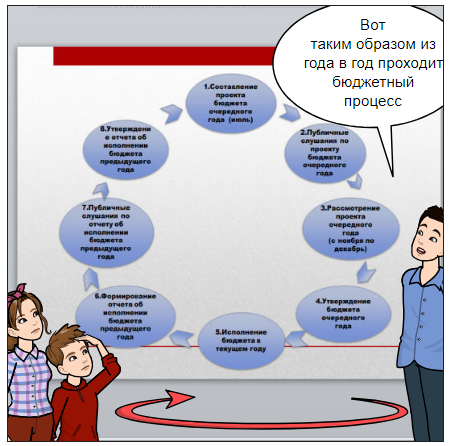 Вот
таким образом из
года в год проходит
бюджетный
процесс
1.Составление
проекта
бюджета
очередного
года (июль)
2.Публичные
слушания по
проекту
бюджета
очередного года
3.Рассмотрение
проекта
очередного
года
(с ноября по
декабрь)
4.Утверждение
бюджета
очередного
года
5.Исполнение
бюджета в
текущем году
6.Формирование
отчета об
исполнении
бюджета
предыдущего
года
7.Публичные
слушания по
отчету об
исполнении
бюджета
предыдущего
года
8.Утверждени
е отчета об
исполнении
бюджета
предыдущего
года